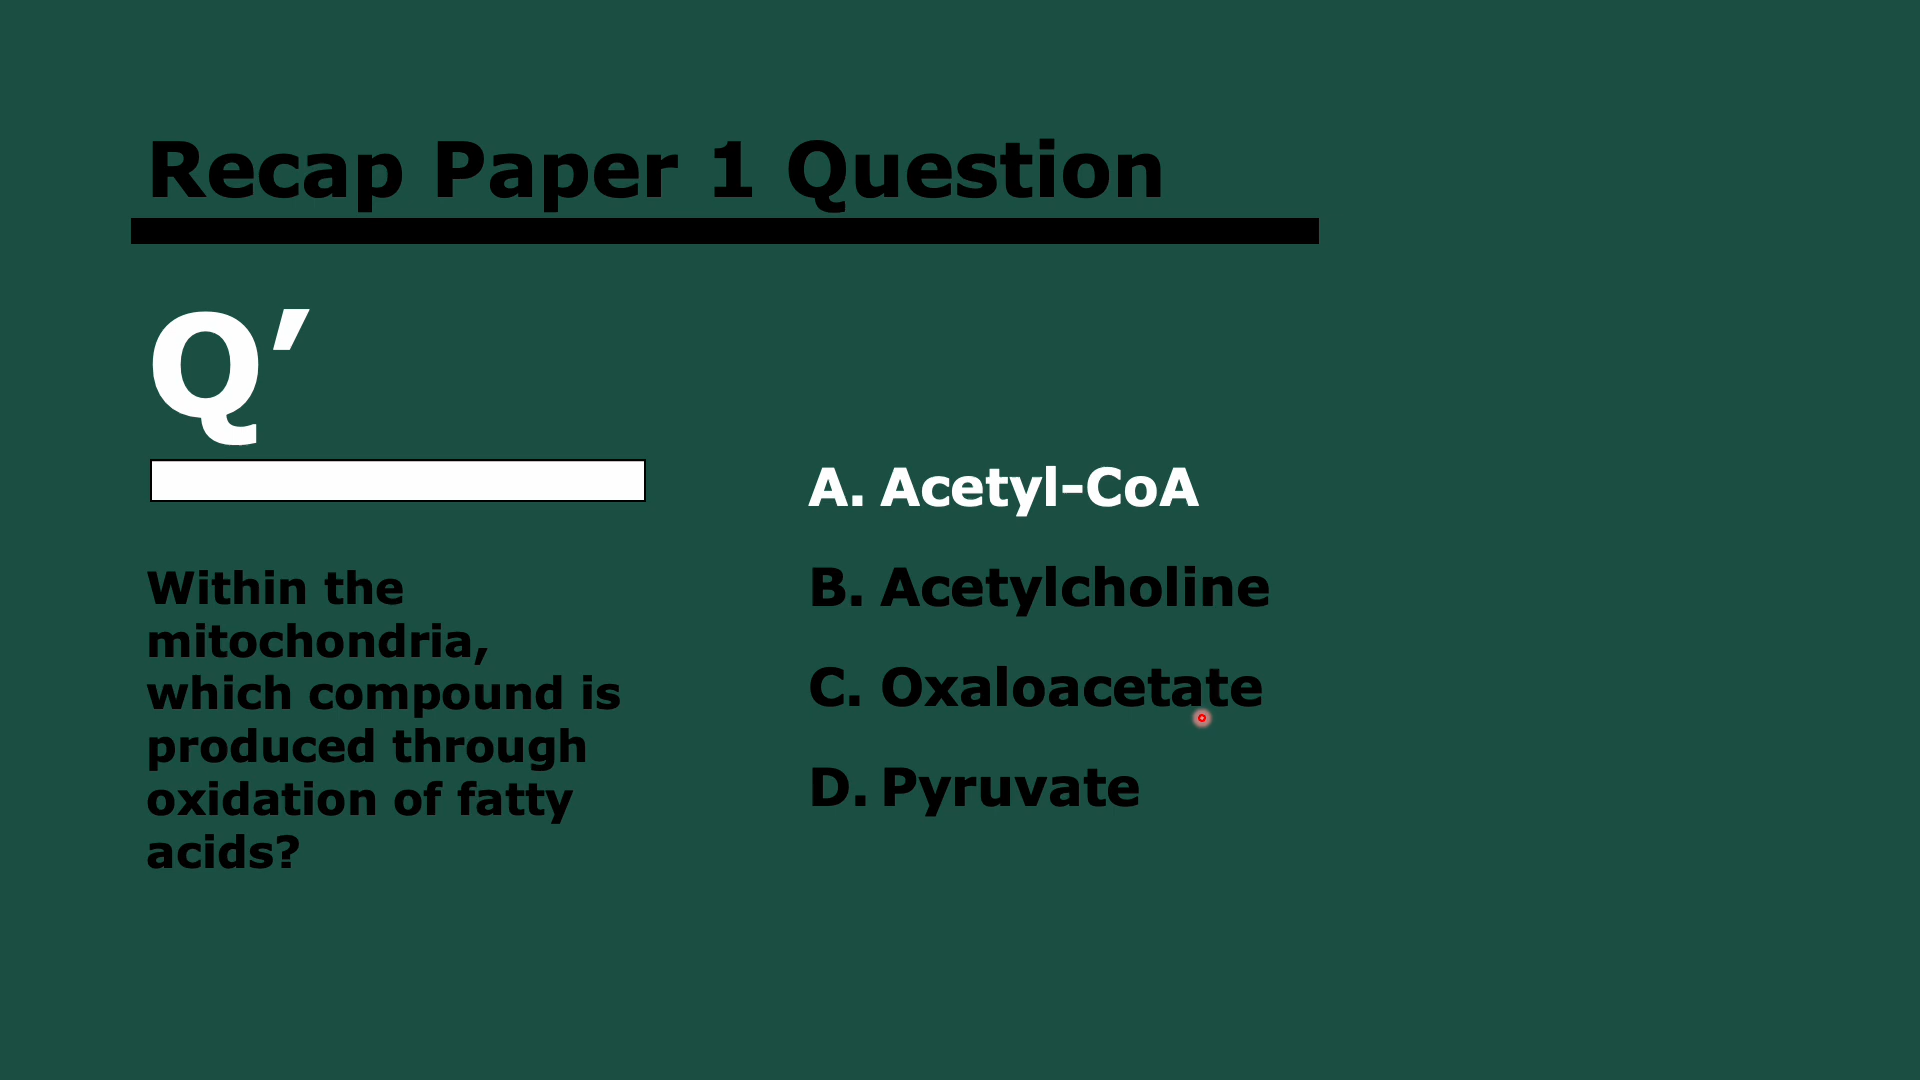 Recap Paper 1 Question
Q’
Within the
mitochondria,
which compound is
produced through
oxidation of fatty
acids?
A. Acetyl-CoA
B. Acetylcholine
C. Oxaloacetate
D. Pyruvate